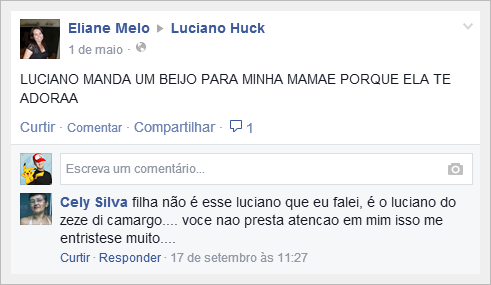 Eliane Melo ▸ Luciano Huck
1 de maio ·
LUCIANO MANDA UM BEIJO PARA MINHA MAMAE PORQUE ELA TE
ADORAA
Curtir · Comentar · Compartilhar · 1
Escreva um comentário...
Cely Silva filha não é esse luciano que eu falei, é o luciano do
zeze di camargo.... voce nao presta atencao em mim isso me
entristese muito....
Curtir · Responder · 17 de setembro às 11:27